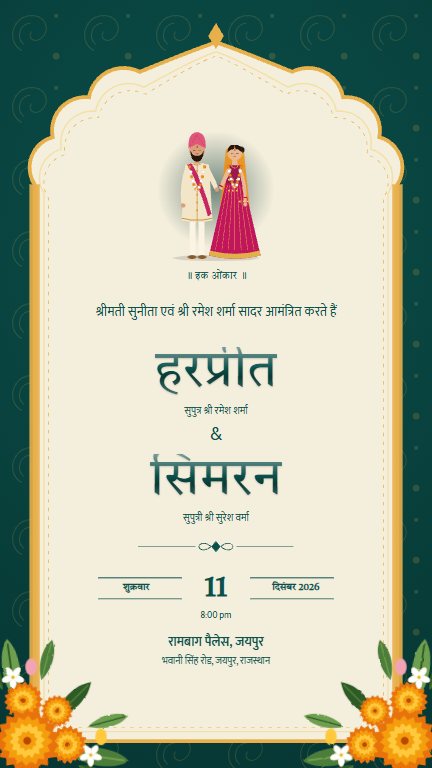 ॥ इक ओंकार ॥
श्रीमती सुनीता एवं श्री रमेश शर्मा सादर आमंत्रित करते हैं
हरप्रीत
सुपुत्र श्री रमेश शर्मा
&
सिमरन
सुपुत्री श्री सुरेश वर्मा
शुक्रवार 11 दिसंबर 2026
8:00 pm
रामबाग पैलेस, जयपुर
भवानी सिंह रोड, जयपुर, राजस्थान